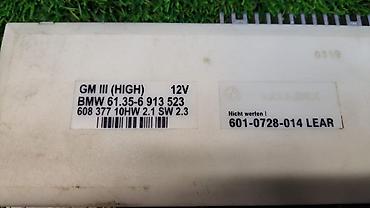 GM III (HIGH) 12V
BMW 61.35-6 913 523
608 377 10HW 2.1 SW 2.3
Nicht werfen !
601-0728-014 LEAR